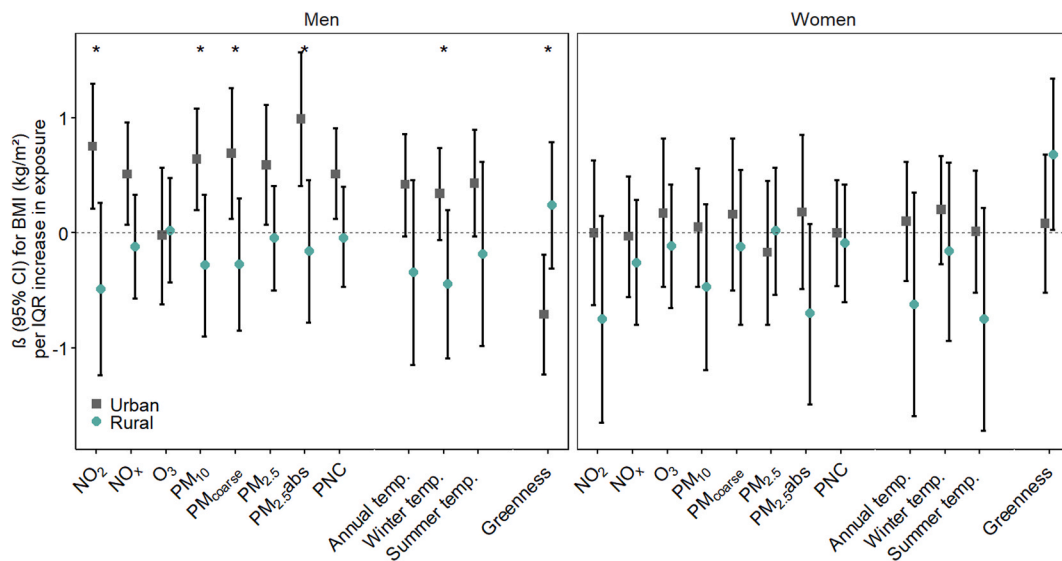 Men
Women
ß (95% CI) for BMI (kg/m²)
per IQR increase in exposure
1
0
-1
*
*
*
*
*
*
Urban
Rural
NO₂
NOₓ
O₃
PM₁₀
PMcoarse
PM₂.₅
PM₂.₅abs
PNC
Annual temp.
Winter temp.
Summer temp.
Greenness
NO₂
NOₓ
O₃
PM₁₀
PMcoarse
PM₂.₅
PM₂.₅abs
PNC
Annual temp.
Winter temp.
Summer temp.
Greenness